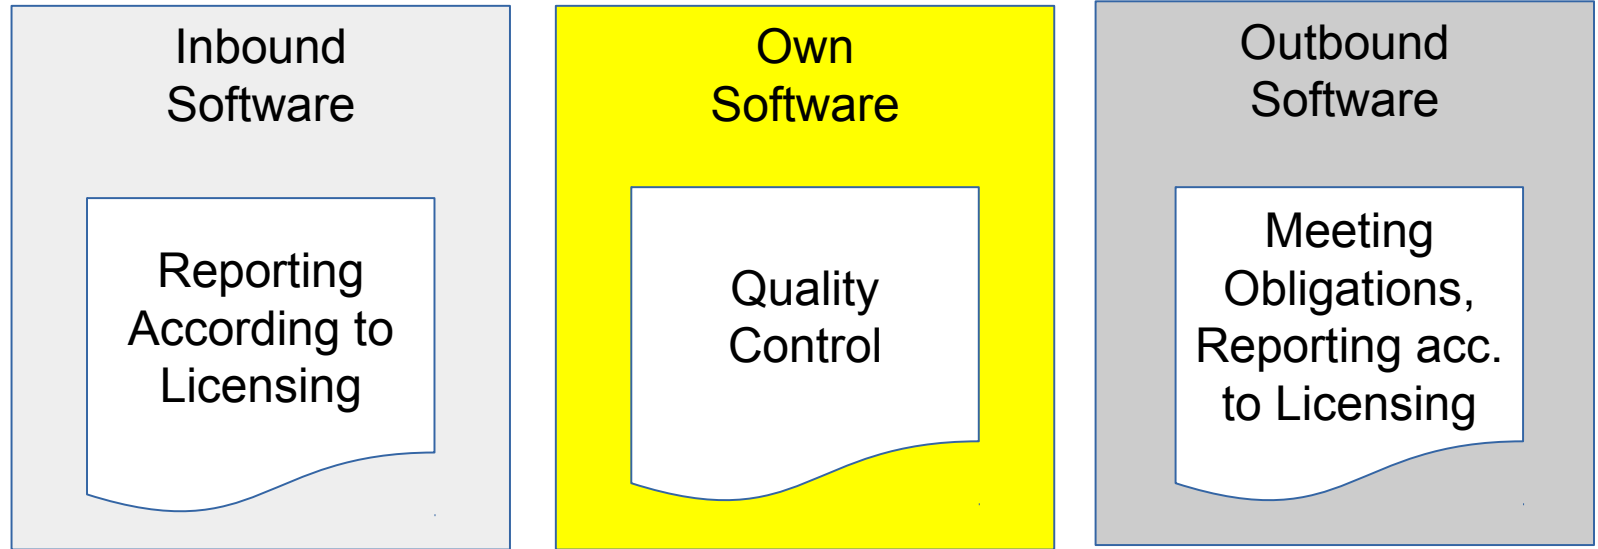 Inbound
Software
Reporting
According to
Licensing
Own
Software
Quality
Control
Outbound
Software
Meeting
Obligations,
Reporting acc.
to Licensing